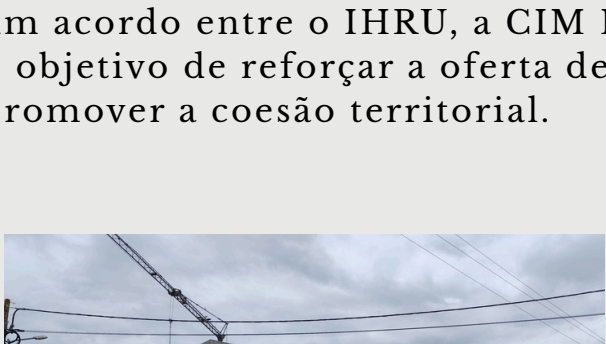 m acordo entre o IHRU, a CIM
objetivo de reforçar a oferta de
romover a coesão territorial.